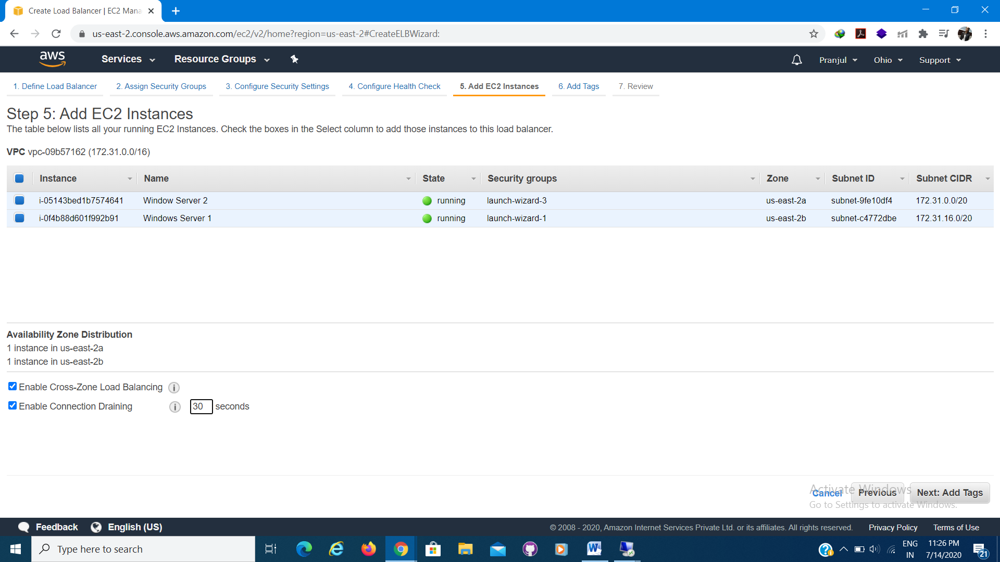 Create Load Balancer | EC2 Mana
us-east-2.console.aws.amazon.com/ec2/v2/home?region=us-east-2#CreateELBWizard:
aws Services Resource Groups Pranjul Ohio Support
1. Define Load Balancer 2. Assign Security Groups 3. Configure Security Settings 4. Configure Health Check 5. Add EC2 Instances 6. Add Tags 7. Review
Step 5: Add EC2 Instances
The table below lists all your running EC2 Instances. Check the boxes in the Select column to add those instances to this load balancer.
VPC vpc-09b57162 (172.31.0.0/16)
Instance Name State Security groups Zone Subnet ID Subnet CIDR
i-05143bed1b7574641 Window Server 2 running launch-wizard-3 us-east-2a subnet-9fe10df4 172.31.0.0/20
i-0f4b88d601f992b91 Windows Server 1 running launch-wizard-1 us-east-2b subnet-c4772dbe 172.31.16.0/20
Availability Zone Distribution
1 instance in us-east-2a
1 instance in us-east-2b
Enable Cross-Zone Load Balancing i
Enable Connection Draining i 30 seconds
Activate Windows
Cancel Previous Next: Add Tags
Go to Settings to activate Windows.
Feedback English (US) © 2008 - 2020, Amazon Internet Services Private Ltd. or its affiliates. All rights reserved. Privacy Policy Terms of Use
Type here to search
ENG 11:26 PM
IN 7/14/2020 21